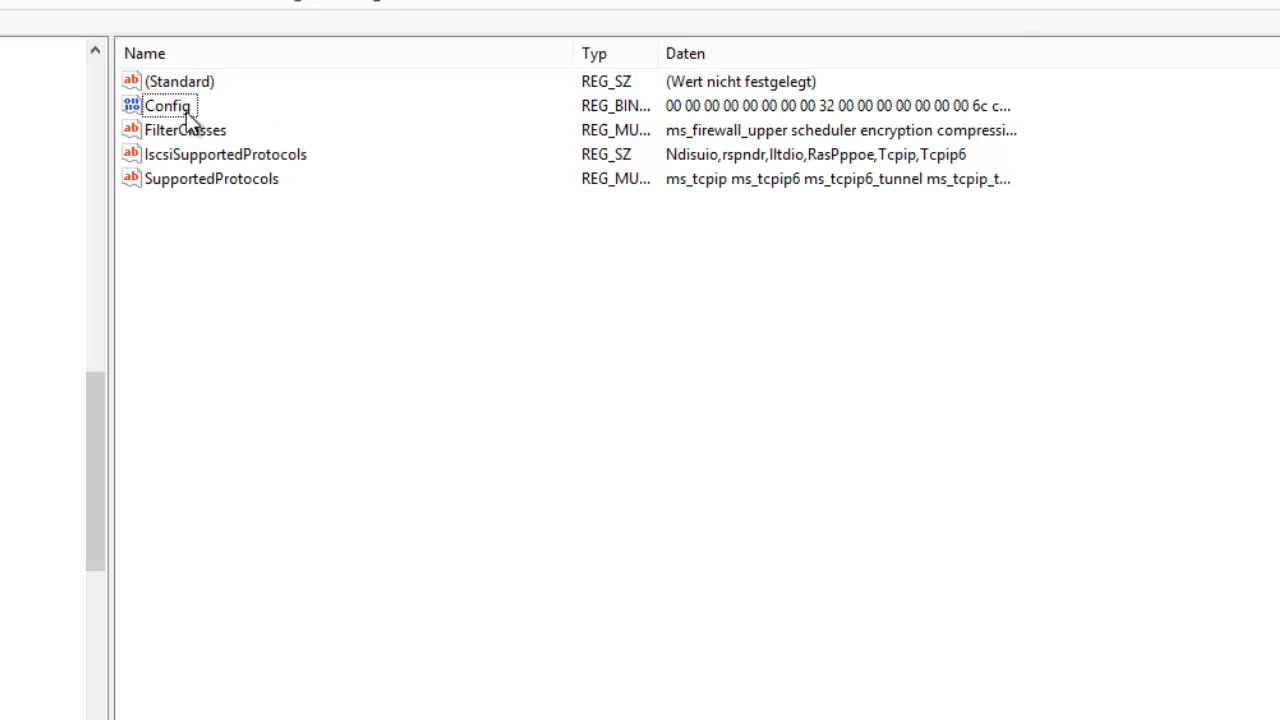 Name Typ Daten
(Standard) REG_SZ (Wert nicht festgelegt)
Config REG_BIN... 00 00 00 00 00 00 00 00 32 00 00 00 00 00 00 00 6c c...
FilterClasses REG_MU... ms_firewall_upper scheduler encryption compressi...
IscsiSupportedProtocols REG_SZ Ndisuio,rspndr,lltdio,RasPppoe,Tcpip,Tcpip6
SupportedProtocols REG_MU... ms_tcpip ms_tcpip6 ms_tcpip6_tunnel ms_tcpip_t...